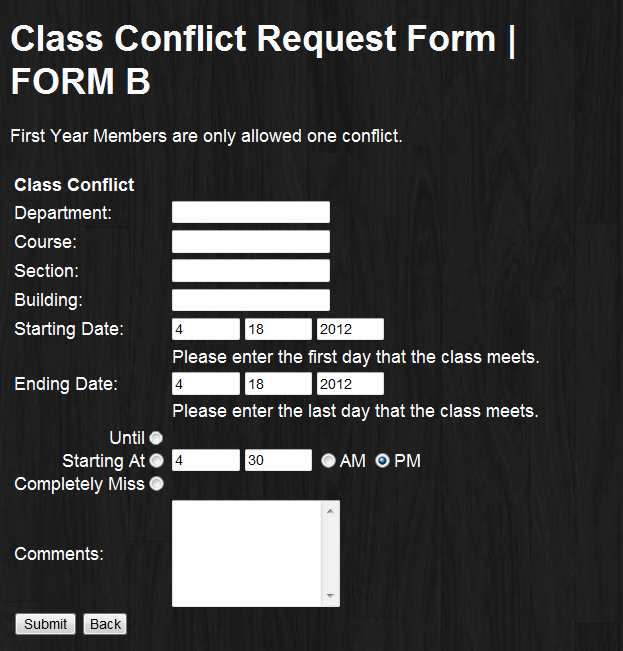 Class Conflict Request Form |
FORM B
First Year Members are only allowed one conflict.
Class Conflict
Department:
Course:
Section:
Building:
Starting Date: 4 18 2012
Please enter the first day that the class meets.
Ending Date: 4 18 2012
Please enter the last day that the class meets.
Until
Starting At 4 30 AM PM
Completely Miss
Comments:
Submit Back